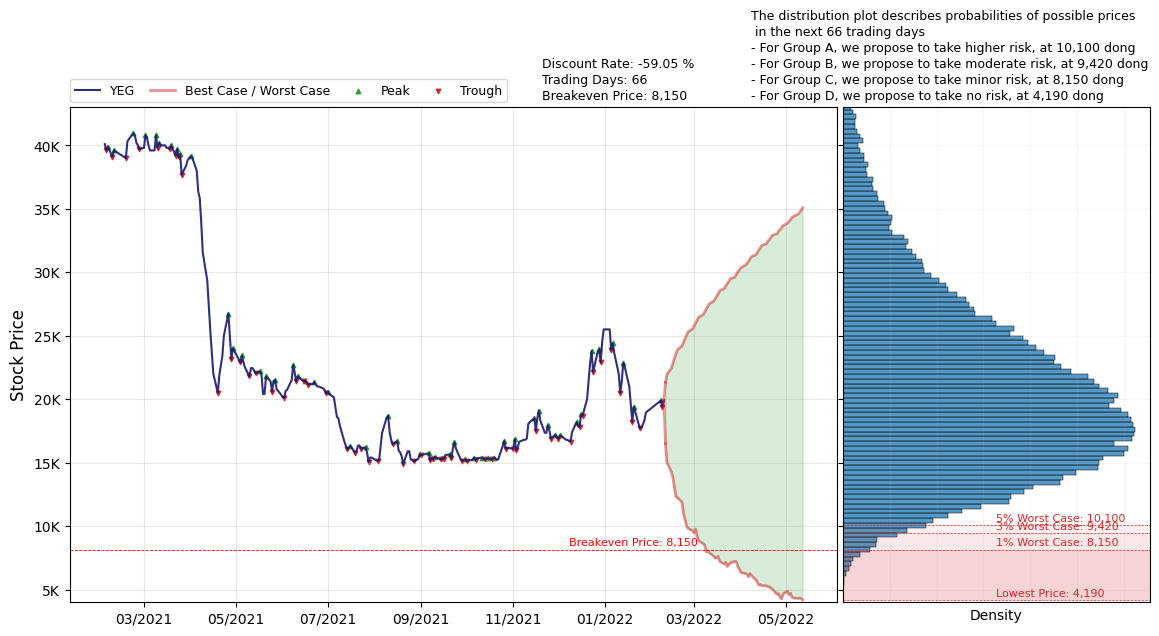 The distribution plot describes probabilities of possible prices
in the next 66 trading days
- For Group A, we propose to take higher risk, at 10,100 dong
- For Group B, we propose to take moderate risk, at 9,420 dong
- For Group C, we propose to take minor risk, at 8,150 dong
- For Group D, we propose to take no risk, at 4,190 dong
Discount Rate: -59.05 %
Trading Days: 66
Breakeven Price: 8,150
YEG
Best Case / Worst Case
Peak
Trough
Stock Price
40K
35K
30K
25K
20K
15K
10K
5K
Breakeven Price: 8,150
03/2021
05/2021
07/2021
09/2021
11/2021
01/2022
03/2022
05/2022
5% Worst Case: 10,100
3% Worst Case: 9,420
1% Worst Case: 8,150
Lowest Price: 4,190
Density